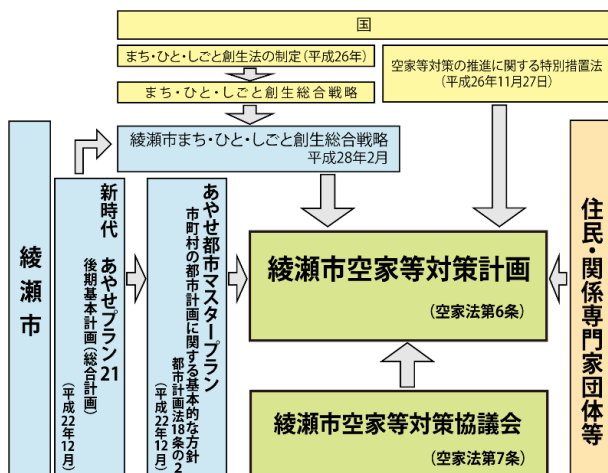 国
まち・ひと・しごと創生法の制定(平成26年)
まち・ひと・しごと創生総合戦略
空家等対策の推進に関する特別措置法
(平成26年11月27日)
綾瀬市まち・ひと・しごと創生総合戦略
平成28年2月
綾瀬市
新時代 あやせプラン21
後期基本計画(総合計画)
(平成22年12月)
あやせ都市マスタープラン
市町村の都市計画に関する基本的な方針
都市計画法18条の2
(平成22年12月)
綾瀬市空家等対策計画
(空家法第6条)
綾瀬市空家等対策協議会
(空家法第7条)
住民・関係専門家団体等